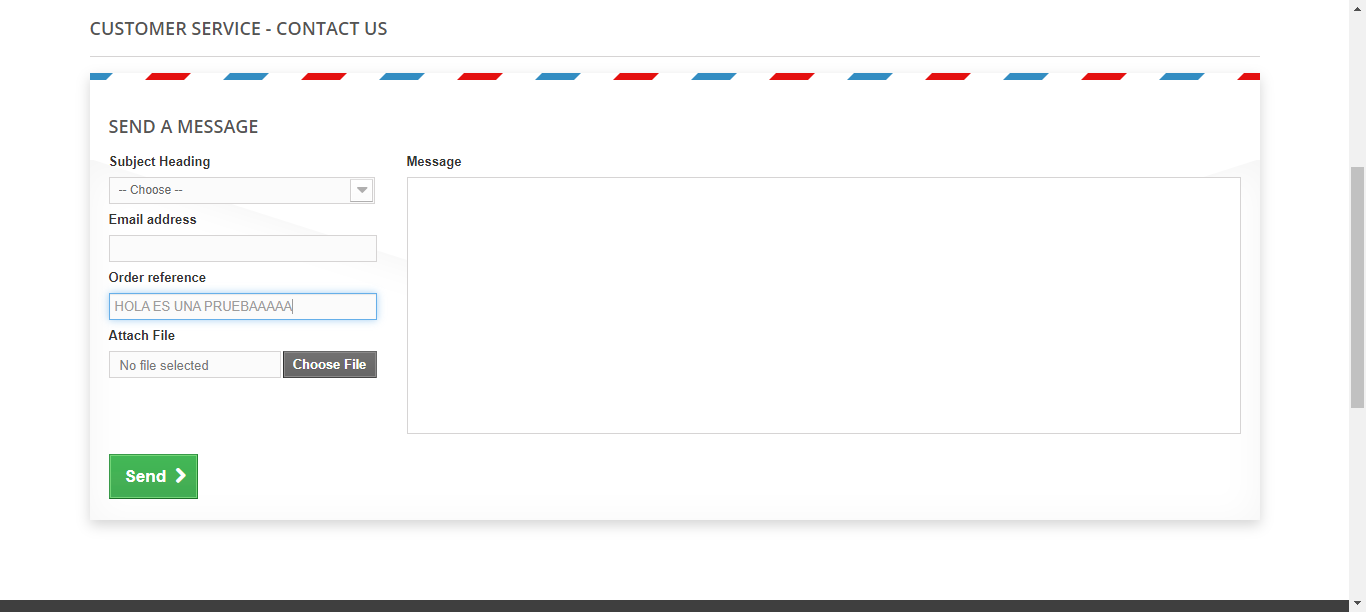 CUSTOMER SERVICE - CONTACT US
SEND A MESSAGE
Subject Heading
-- Choose --
Email address
Order reference
HOLA ES UNA PRUEBAAAAA
Attach File
No file selected
Choose File
Message
Send